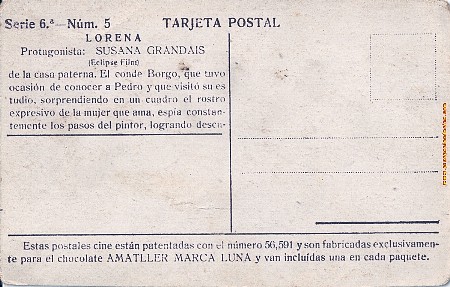 Serie 6.ª - Núm. 5 TARJETA POSTAL
LORENA
Protagonista: SUSANA GRANDAIS
(Eclipse Film)
de la casa paterna. El conde Borgo, que tuvo
ocasión de conocer a Pedro y que visitó su es
tudio, sorprendiendo en un cuadro el rostro
expresivo de la mujer que ama, espía constan-
temente los pasos del pintor, logrando descu-
Estas postales cine están patentadas con el número 56,591 y son fabricadas exclusivamen-
te para el chocolate AMATLLER MARCA LUNA y van incluídas una en cada paquete.